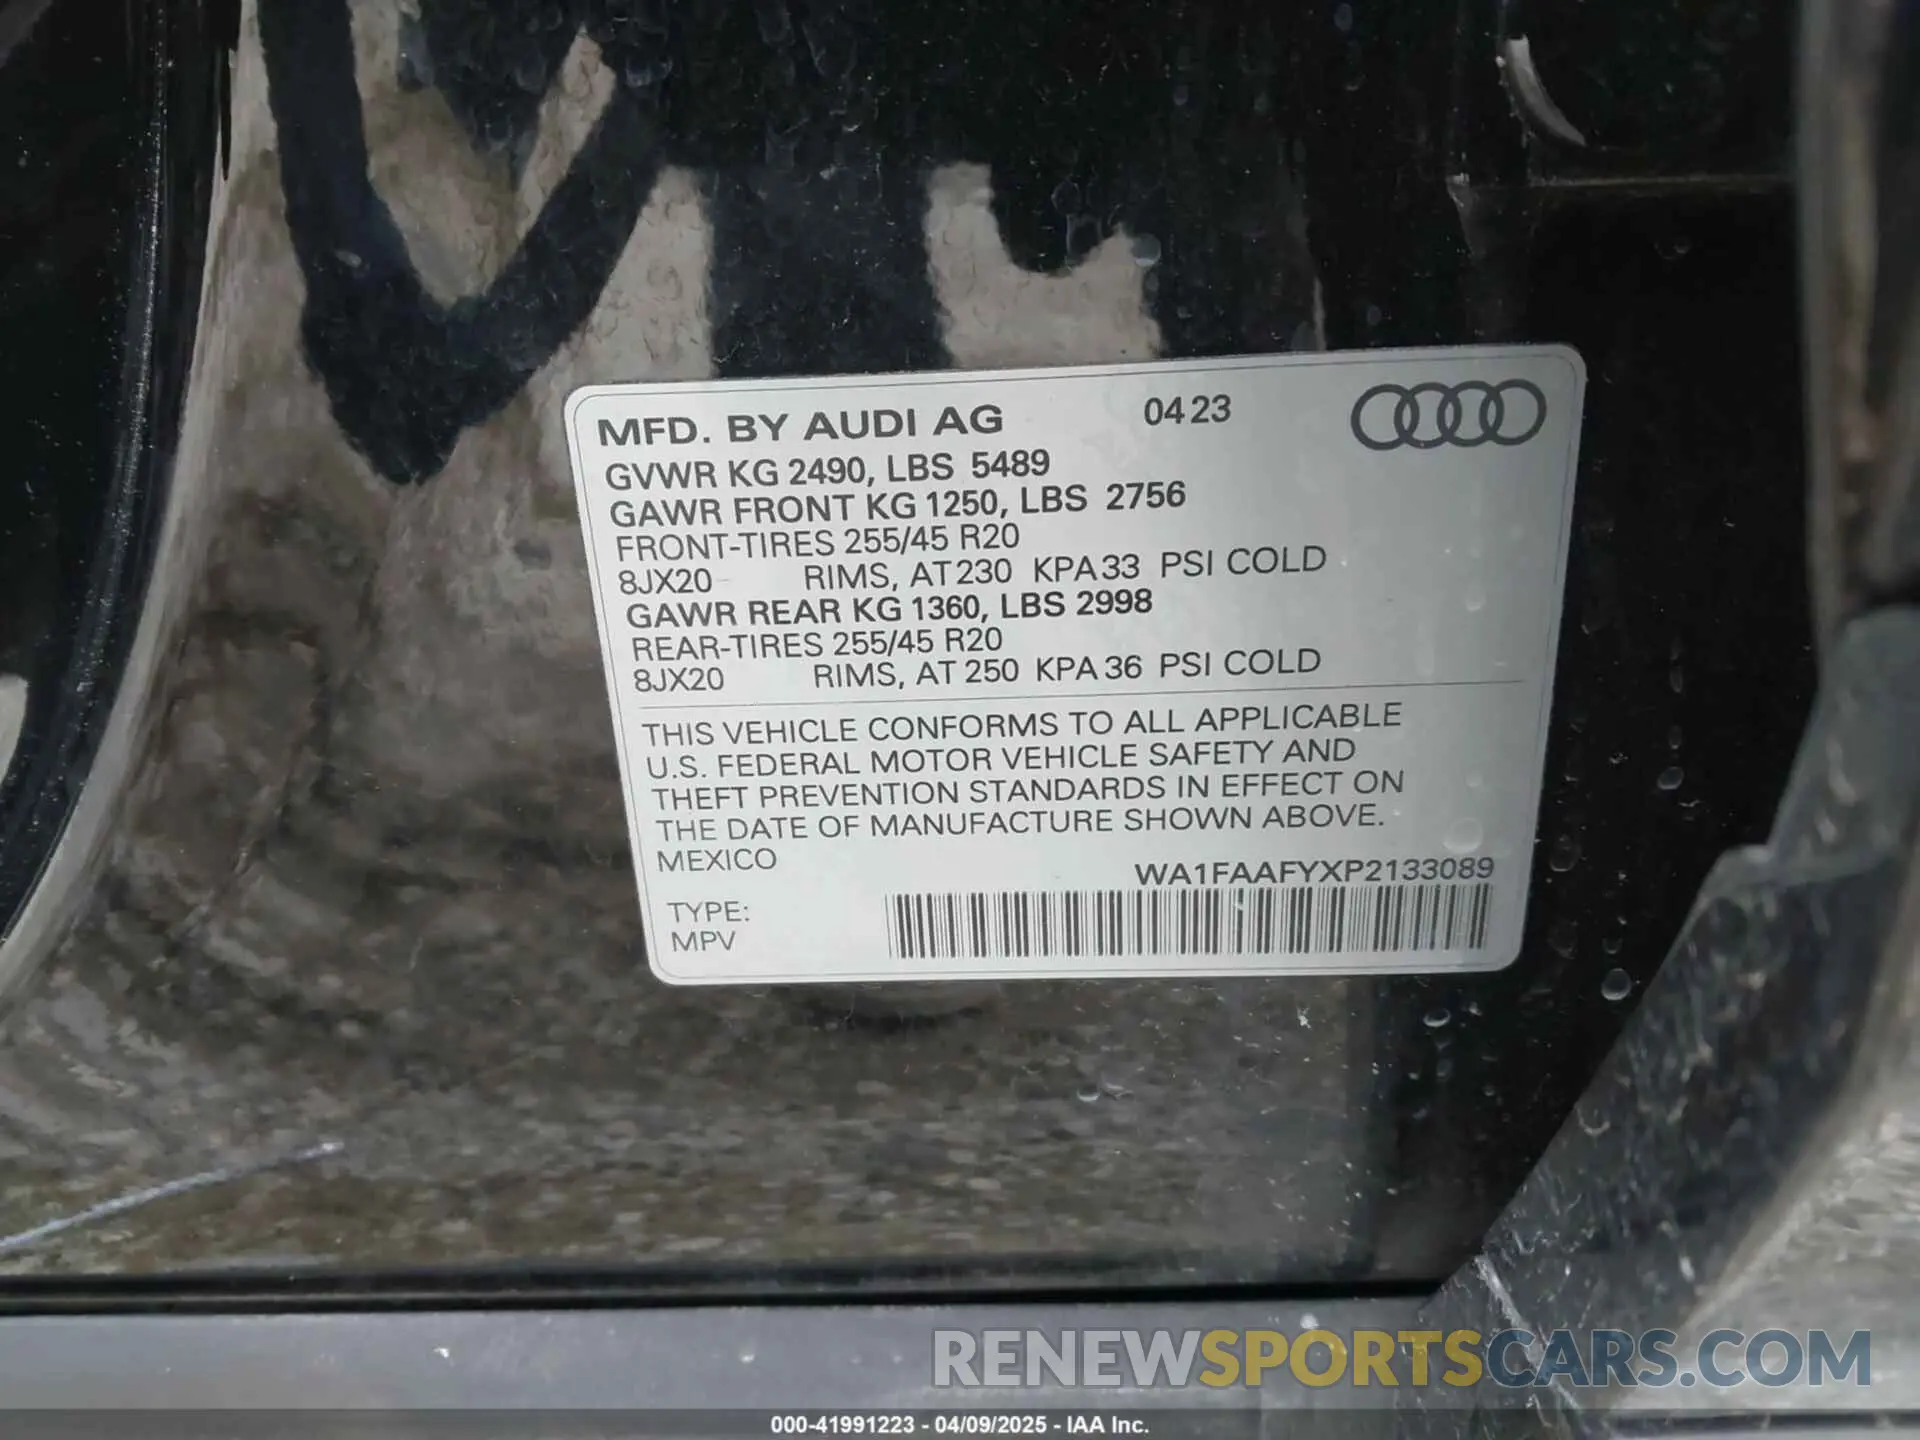 MFD. BY AUDI AG 0423
GVWR KG 2490, LBS 5489
GAWR FRONT KG 1250, LBS 2756
FRONT-TIRES 255/45 R20
8JX20 RIMS, AT 230 KPA 33 PSI COLD
GAWR REAR KG 1360, LBS 2998
REAR-TIRES 255/45 R20
8JX20 RIMS, AT 250 KPA 36 PSI COLD
THIS VEHICLE CONFORMS TO ALL APPLICABLE
U.S. FEDERAL MOTOR VEHICLE SAFETY AND
THEFT PREVENTION STANDARDS IN EFFECT ON
THE DATE OF MANUFACTURE SHOWN ABOVE.
MEXICO
WA1FAAFYXP2133089
TYPE:
MPV
RENEWSPORTSCARS.COM
000-41991223 - 04/09/2025 - IAA Inc.